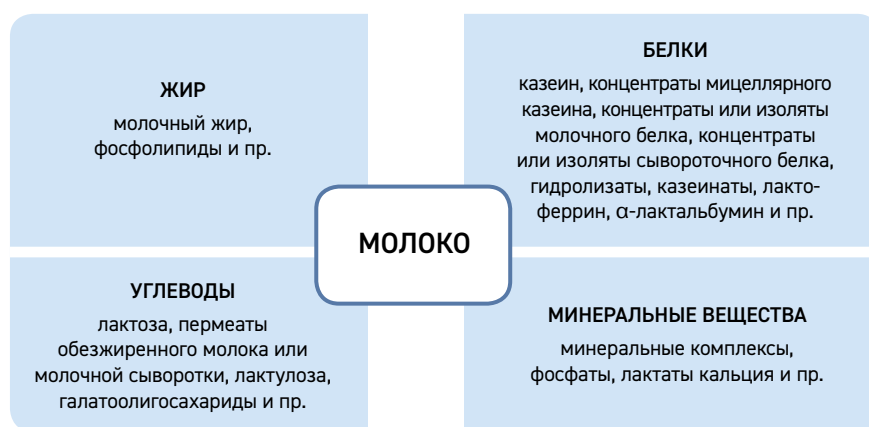 ЖИР
молочный жир,
фосфолипиды и пр.
БЕЛКИ
казеин, концентраты мицеллярного
казеина, концентраты или изоляты
молочного белка, концентраты
или изоляты сывороточного белка,
гидролизаты, казеинаты, лакто-
феррин, α-лактальбумин и пр.
МОЛОКО
УГЛЕВОДЫ
лактоза, пермеаты
обезжиренного молока или
молочной сыворотки, лактулоза,
галатоолигосахариды и пр.
МИНЕРАЛЬНЫЕ ВЕЩЕСТВА
минеральные комплексы,
фосфаты, лактаты кальция и пр.